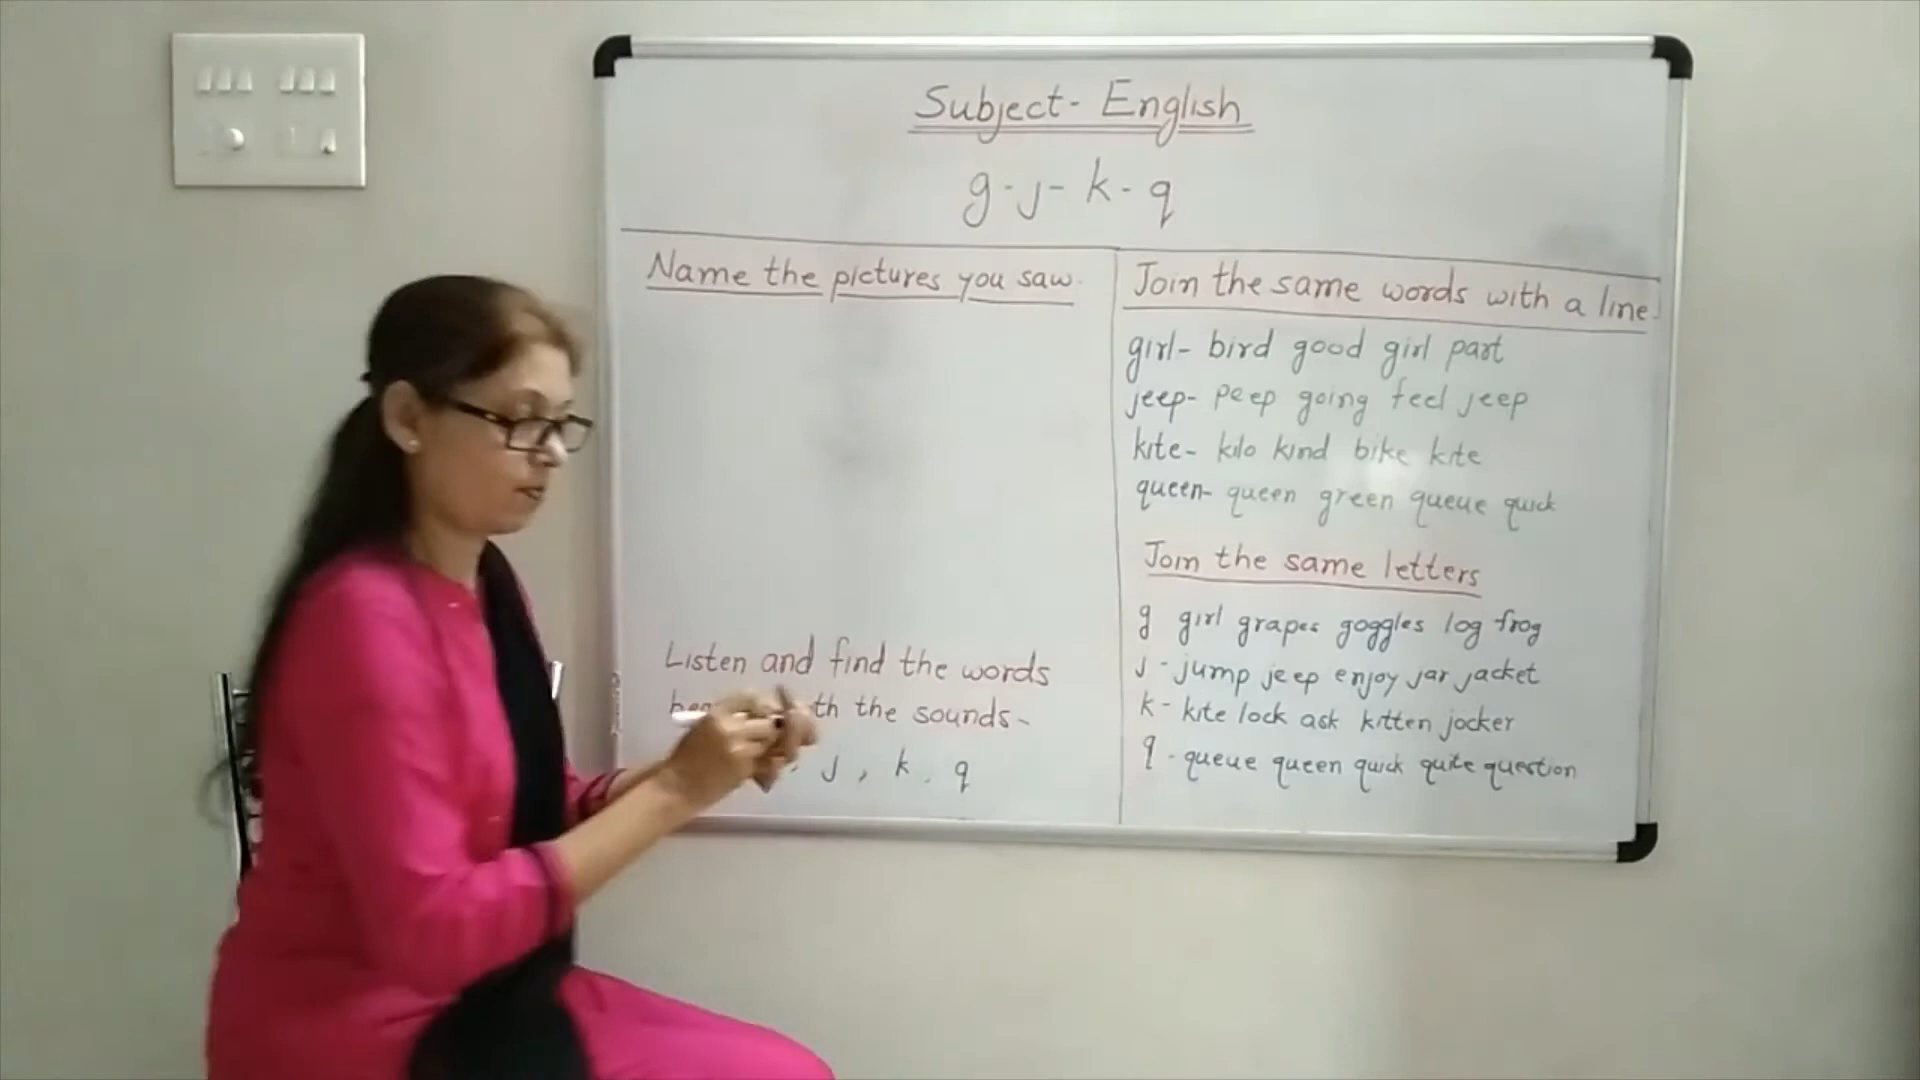 Subject- English
g - j - k - q
Name the pictures you saw.
Listen and find the words
th the sounds-
j , k , q
Join the same words with a line
girl- bird good girl part
jeep- peep going feel jeep
kite- kilo kind bike kite
queen- queen green queue quick
Join the same letters
g girl grapes goggles log frog
j - jump jeep enjoy jar jacket
k - kite lock ask kitten jocker
q - queue queen quick quite question